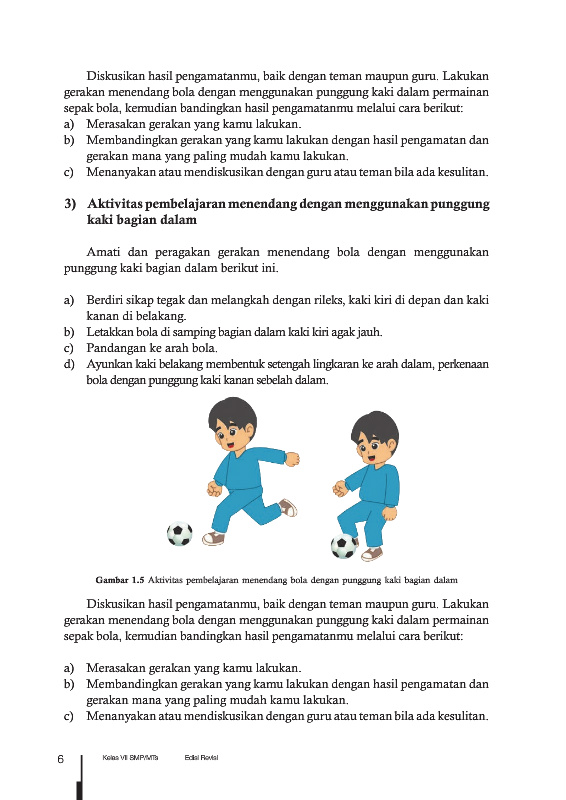 Diskusikan hasil pengamatanmu, baik dengan teman maupun guru. Lakukan
gerakan menendang bola dengan menggunakan punggung kaki dalam permainan
sepak bola, kemudian bandingkan hasil pengamatanmu melalui cara berikut:
a) Merasakan gerakan yang kamu lakukan.
b) Membandingkan gerakan yang kamu lakukan dengan hasil pengamatan dan
gerakan mana yang paling mudah kamu lakukan.
c) Menanyakan atau mendiskusikan dengan guru atau teman bila ada kesulitan.
3) Aktivitas pembelajaran menendang dengan menggunakan punggung
kaki bagian dalam
Amati dan peragakan gerakan menendang bola dengan menggunakan
punggung kaki bagian dalam berikut ini.
a) Berdiri sikap tegak dan melangkah dengan rileks, kaki kiri di depan dan kaki
kanan di belakang.
b) Letakkan bola di samping bagian dalam kaki kiri agak jauh.
c) Pandangan ke arah bola.
d) Ayunkan kaki belakang membentuk setengah lingkaran ke arah dalam, perkenaan
bola dengan punggung kaki kanan sebelah dalam.
Gambar 1.5 Aktivitas pembelajaran menendang bola dengan punggung kaki bagian dalam
Diskusikan hasil pengamatanmu, baik dengan teman maupun guru. Lakukan
gerakan menendang bola dengan menggunakan punggung kaki dalam permainan
sepak bola, kemudian bandingkan hasil pengamatanmu melalui cara berikut:
a) Merasakan gerakan yang kamu lakukan.
b) Membandingkan gerakan yang kamu lakukan dengan hasil pengamatan dan
gerakan mana yang paling mudah kamu lakukan.
c) Menanyakan atau mendiskusikan dengan guru atau teman bila ada kesulitan.
6 Kelas VII SMP/MTs Edisi Revisi